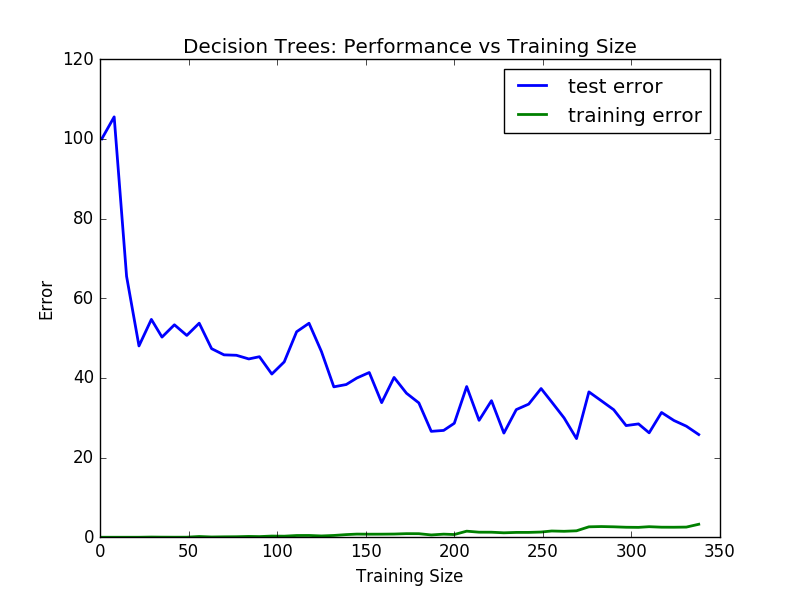 Decision Trees: Performance vs Training Size
120
100
80
60
40
20
0
Error
test error
training error
0 50 100 150 200 250 300 350
Training Size